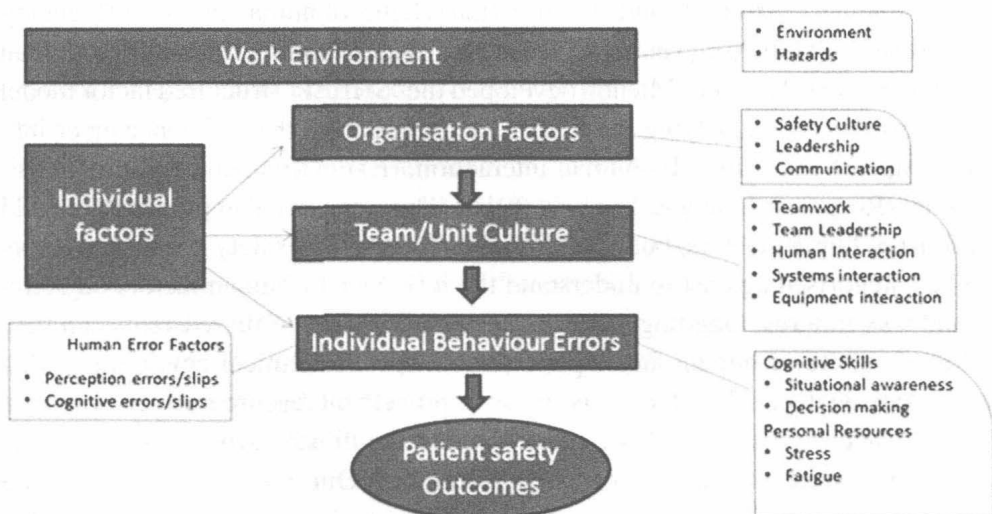 Work Environment
• Environment
• Hazards
Organisation Factors
• Safety Culture
• Leadership
• Communication
Individual
factors
Team/Unit Culture
• Teamwork
• Team Leadership
• Human Interaction
• Systems interaction
• Equipment interaction
Individual Behaviour Errors
Human Error Factors
• Perception errors/slips
• Cognitive errors/slips
Cognitive Skills
• Situational awareness
• Decision making
Personal Resources
• Stress
• Fatigue
Patient safety
Outcomes